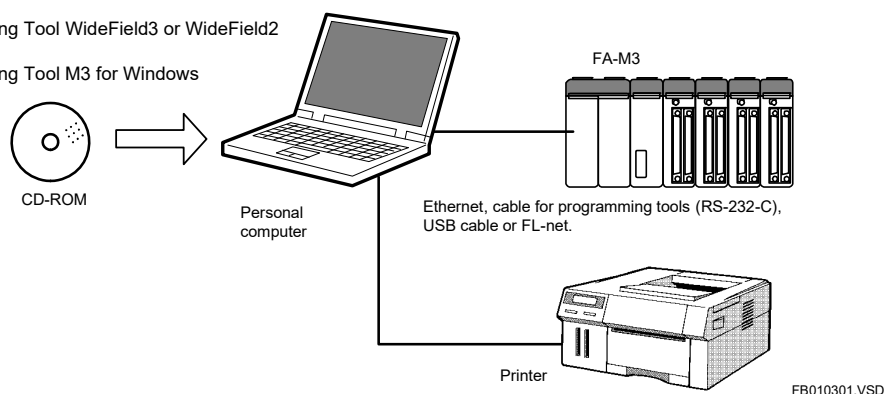 ng Tool WideField3 or WideField2
ng Tool M3 for Windows
FA-M3
CD-ROM
Personal
computer
Ethernet, cable for programming tools (RS-232-C),
USB cable or FL-net.
Printer
FB010301.VSD